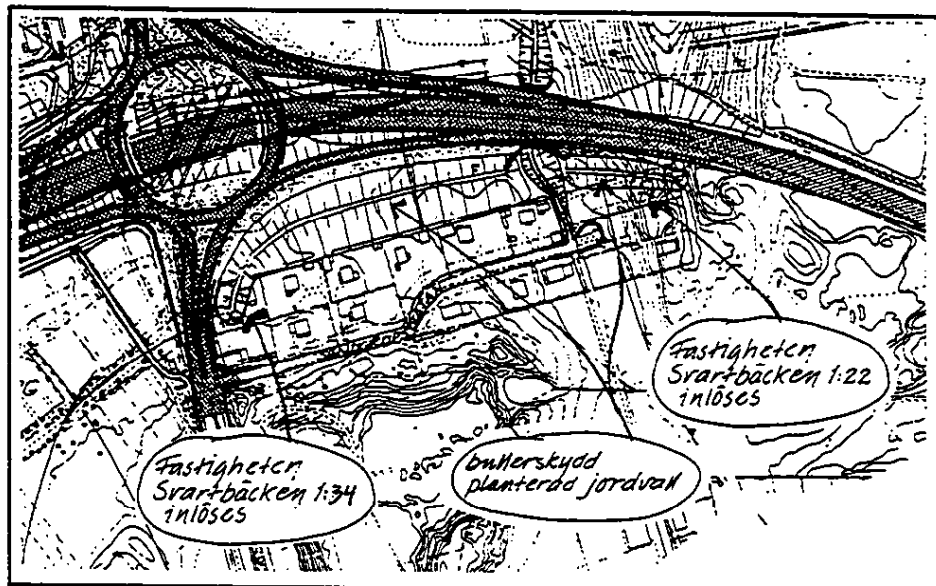 Fastigheten
Svartbäcken 1:22
inlöses
Fastigheten
Svartbäcken 1:34
inlöses
bullerskydd
planterad jordvall